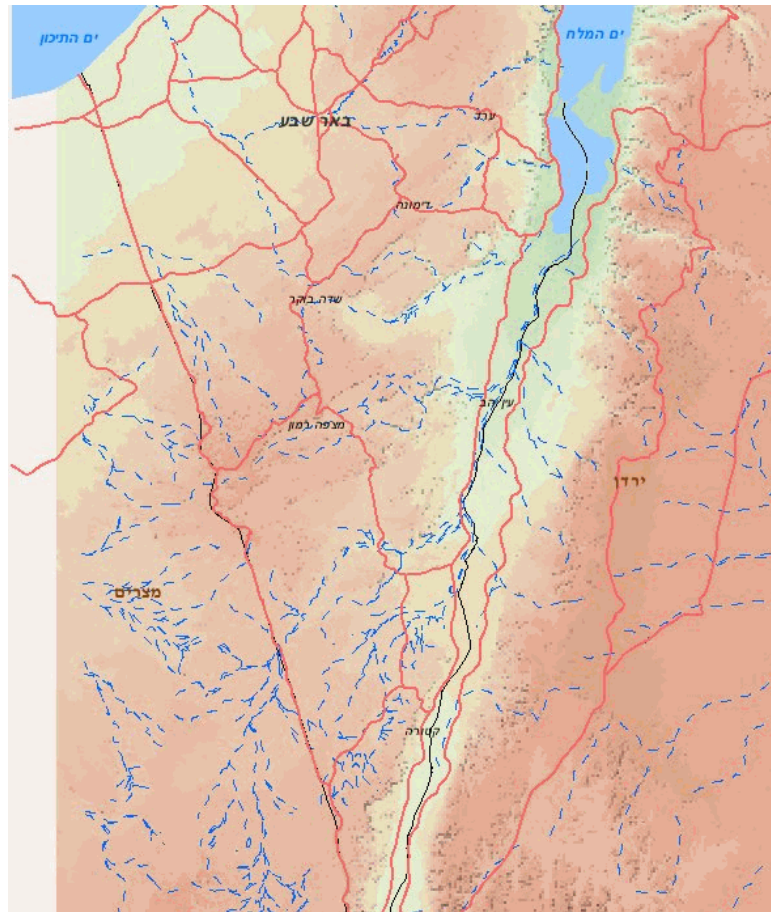 ים התיכון
ים המלח
ערד
באר שבע
דימונה
שדה בוקר
עין יהב
מצפה רמון
ירדן
מצרים
קטורה